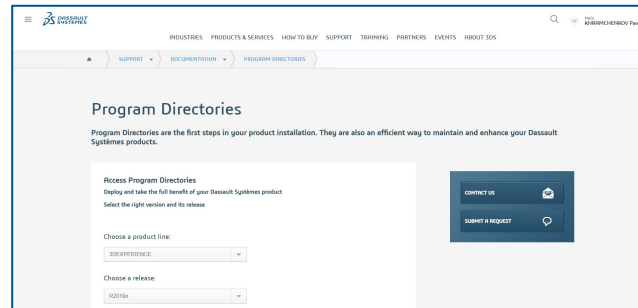 DASSAULT
SYSTEMES
AP
Hello
KHRAMCHENKOV Pav
INDUSTRIES PRODUCTS & SERVICES HOW TO BUY SUPPORT TRAINING PARTNERS EVENTS ABOUT 3DS
SUPPORT DOCUMENTATION PROGRAM DIRECTORIES
Program Directories
Program Directories are the first steps in your product installation. They are also an efficient way to maintain and enhance your Dassault
Systèmes products.
Access Program Directories
Deploy and take the full benefit of your Dassault Systèmes product
Select the right version and its release
Choose a product line:
3DEXPERIENCE
Choose a release:
R2019x
CONTACT US
SUBMIT A REQUEST